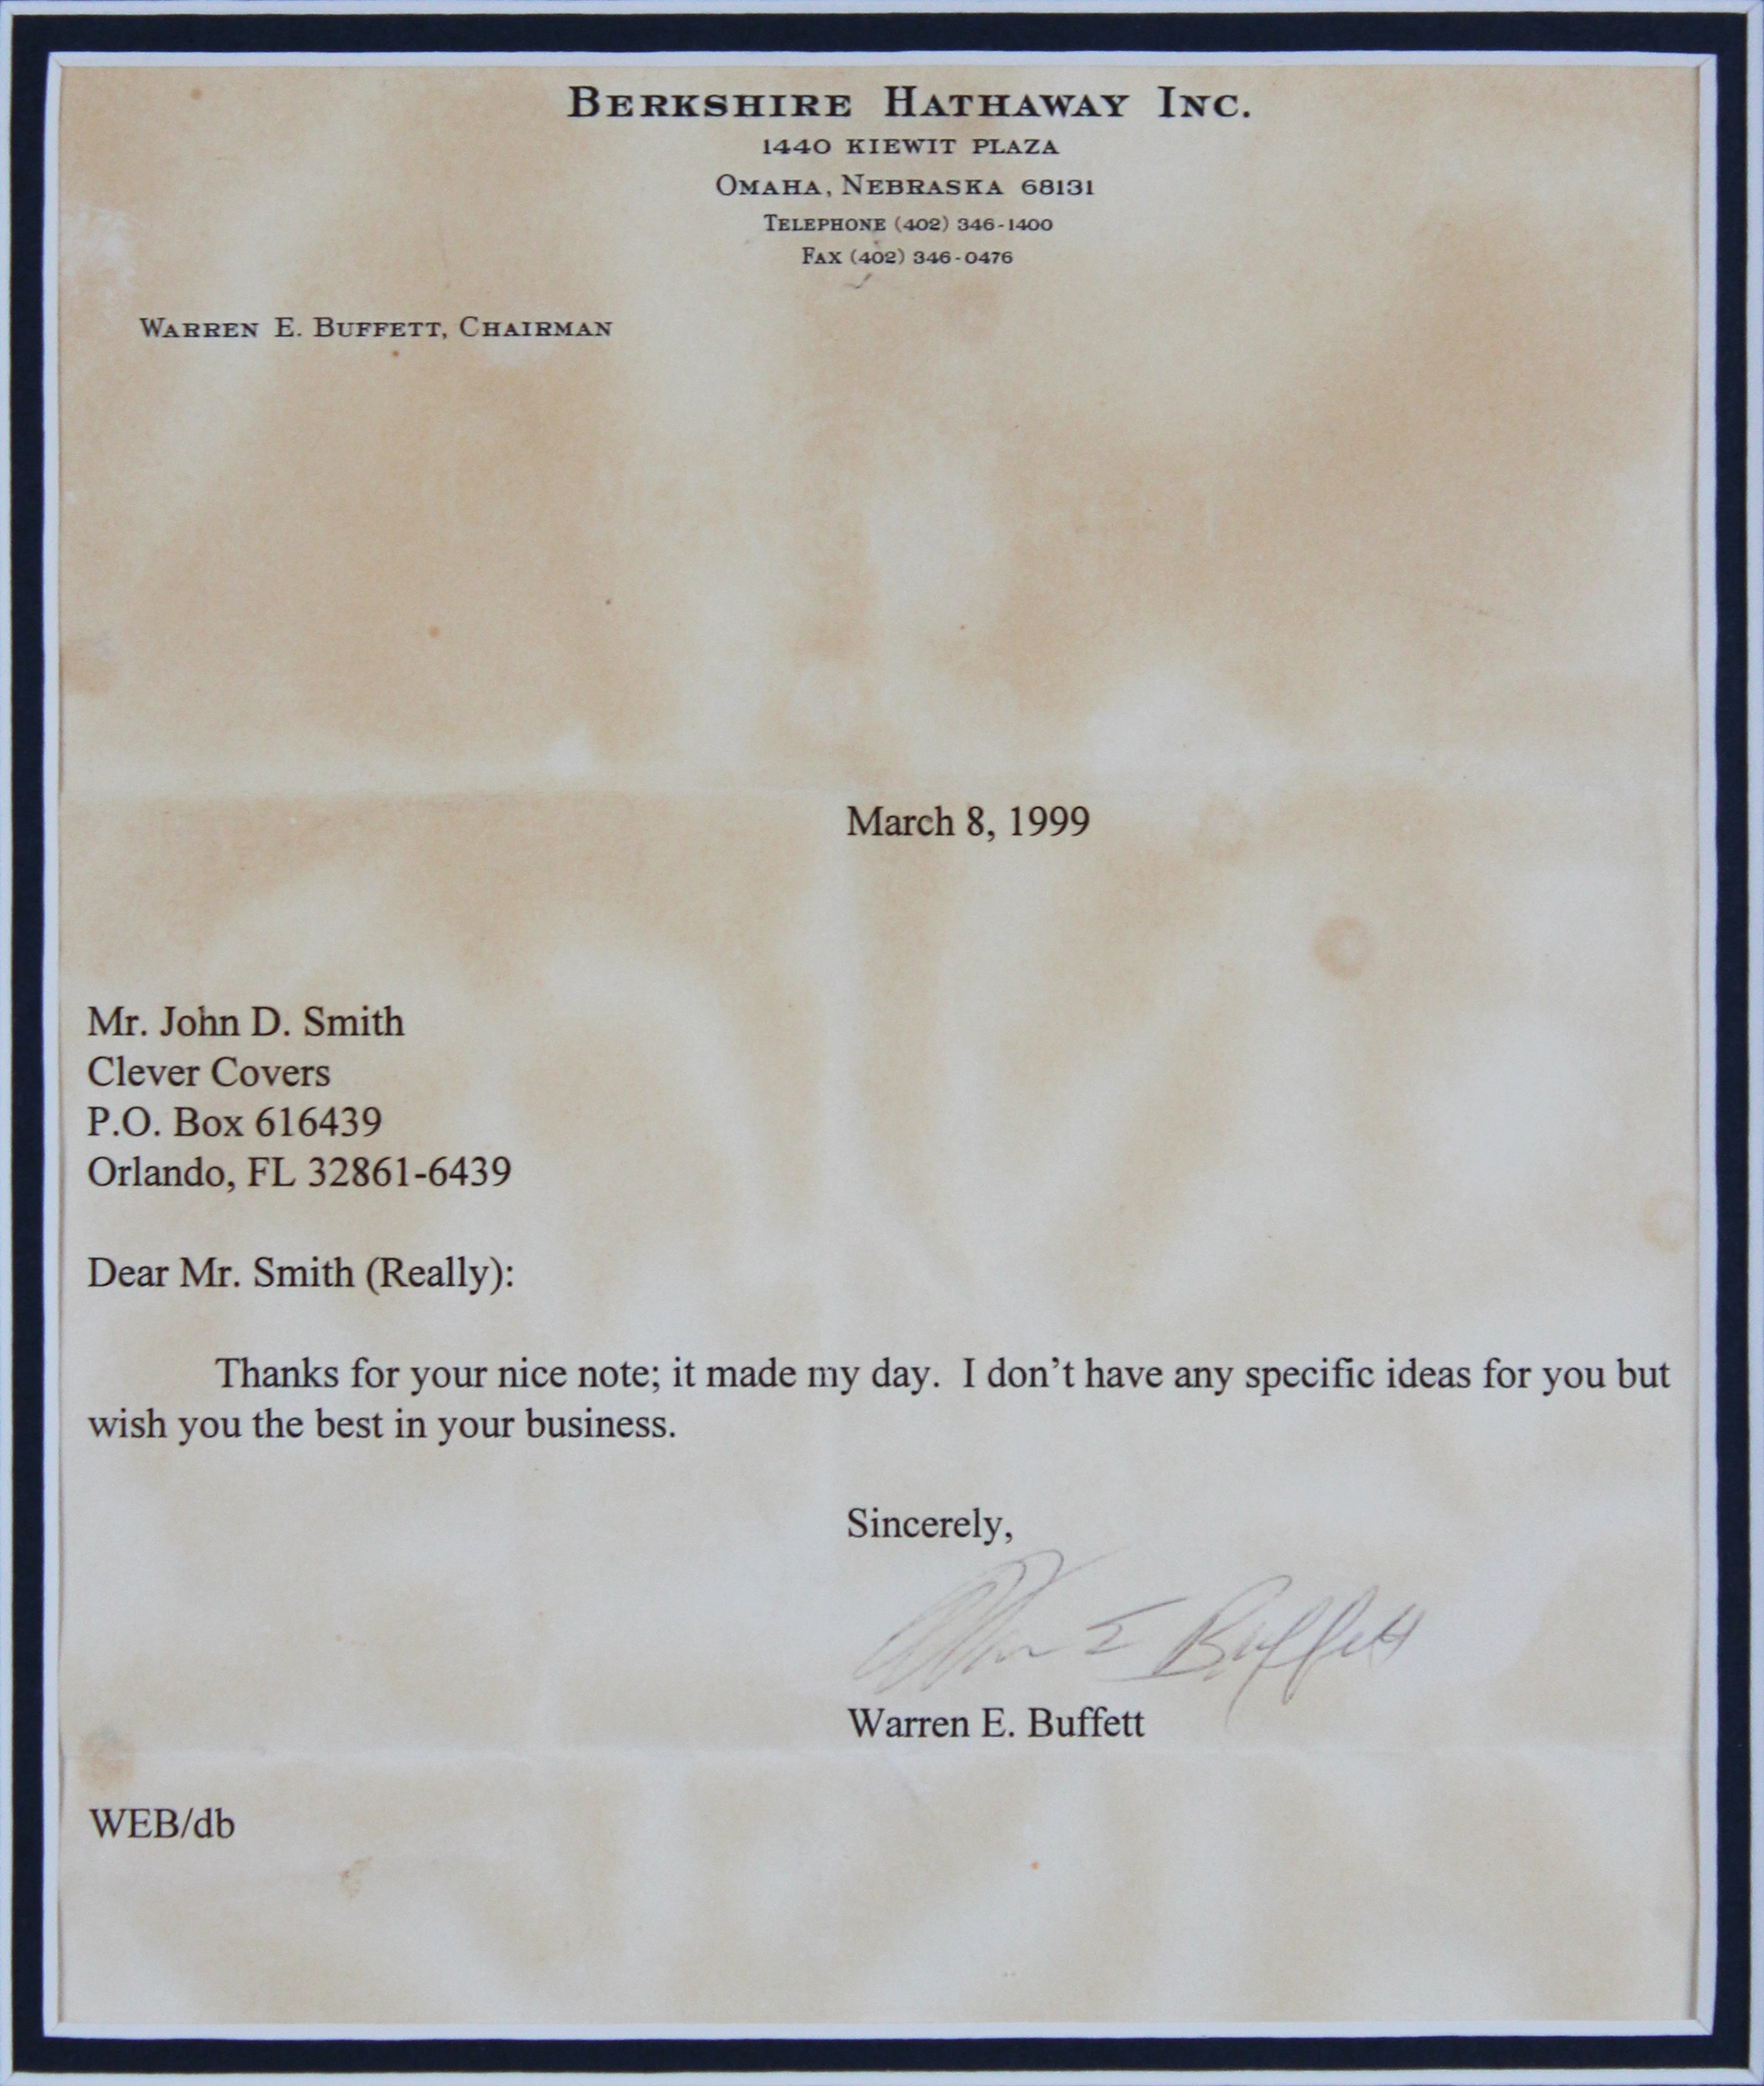 BERKSHIRE HATHAWAY INC.
1440 KIEWIT PLAZA
OMAHA, NEBRASKA 68131
TELEPHONE (402) 346-1400
FAX (402) 346-0476
WARREN E. BUFFETT, CHAIRMAN
March 8, 1999
Mr. John D. Smith
Clever Covers
P.O. Box 616439
Orlando, FL 32861-6439
Dear Mr. Smith (Really):
Thanks for your nice note; it made my day.  I don’t have any specific ideas for you but
wish you the best in your business.
Sincerely,
Warren E Buffett
Warren E. Buffett
WEB/db